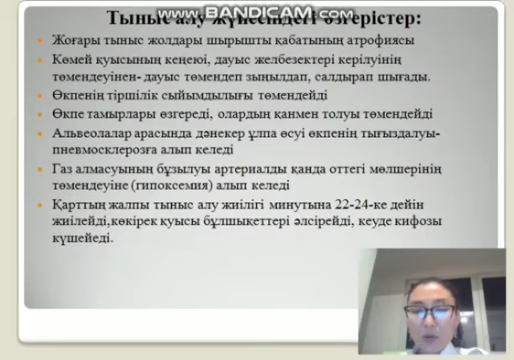 www.BANDICAM.com
Тыныс алу жүйесіндегі өзгерістер:
Жоғары тыныс жолдары шырышты қабатының атрофиясы
Көмей қуысының кеңеюі, дауыс желбезектері керілуінің
төмендеуінен- дауыс төмендеп зыңылдап, салдырап шығады.
Өкпенің тіршілік сыйымдылығы төмендейді
Өкпе тамырлары өзгереді, олардың қанмен толуы төмендейді
Альвеолалар арасында дәнекер ұлпа өсуі өкпенің тығыздалуы-
пневмосклерозға алып келеді
Газ алмасуының бұзылуы артериалды қанда оттегі мөлшерінің
төмендеуіне (гипоксемия) алып келеді
Қарттың жалпы тыныс алу жиілігі минутына 22-24-ке дейін
жиілейді,көкірек қуысы бұлшықеттері әлсірейді, кеуде кифозы
күшейеді.